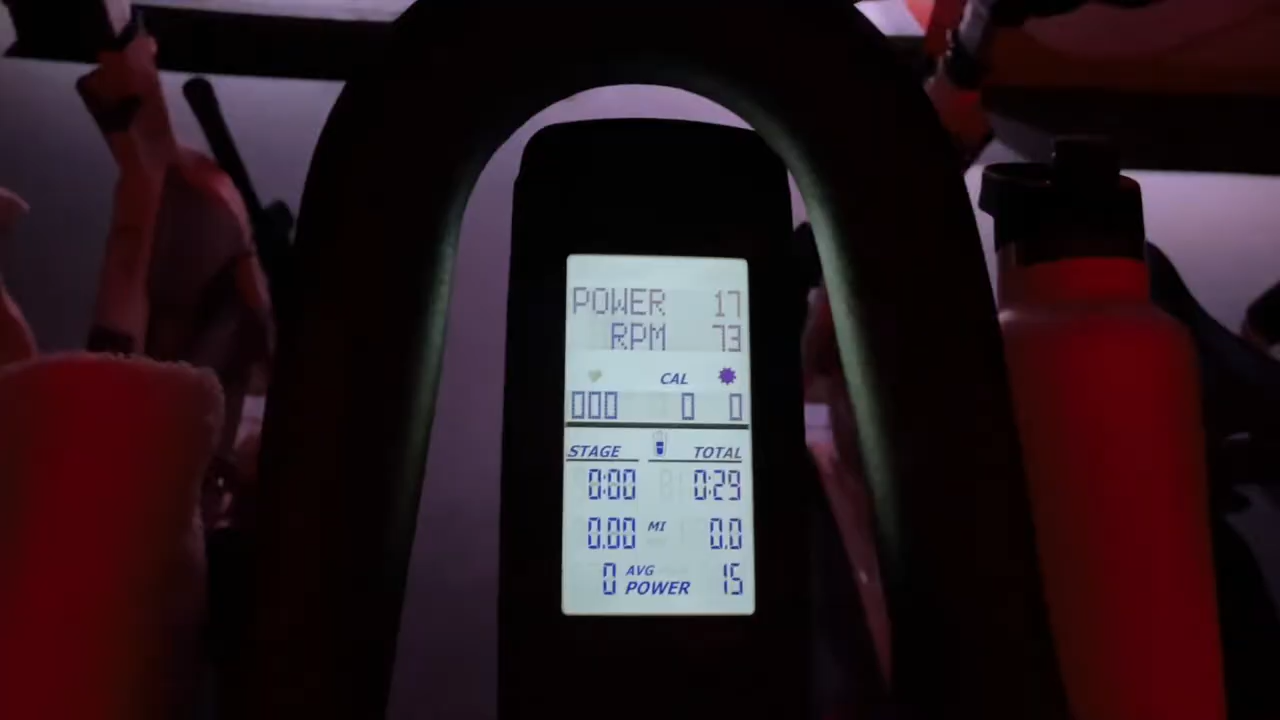 POWER 17
RPM 73
CAL
000 0 0
STAGE TOTAL
0:00 0:29
0.00 MI 0.0
0 AVG POWER 15